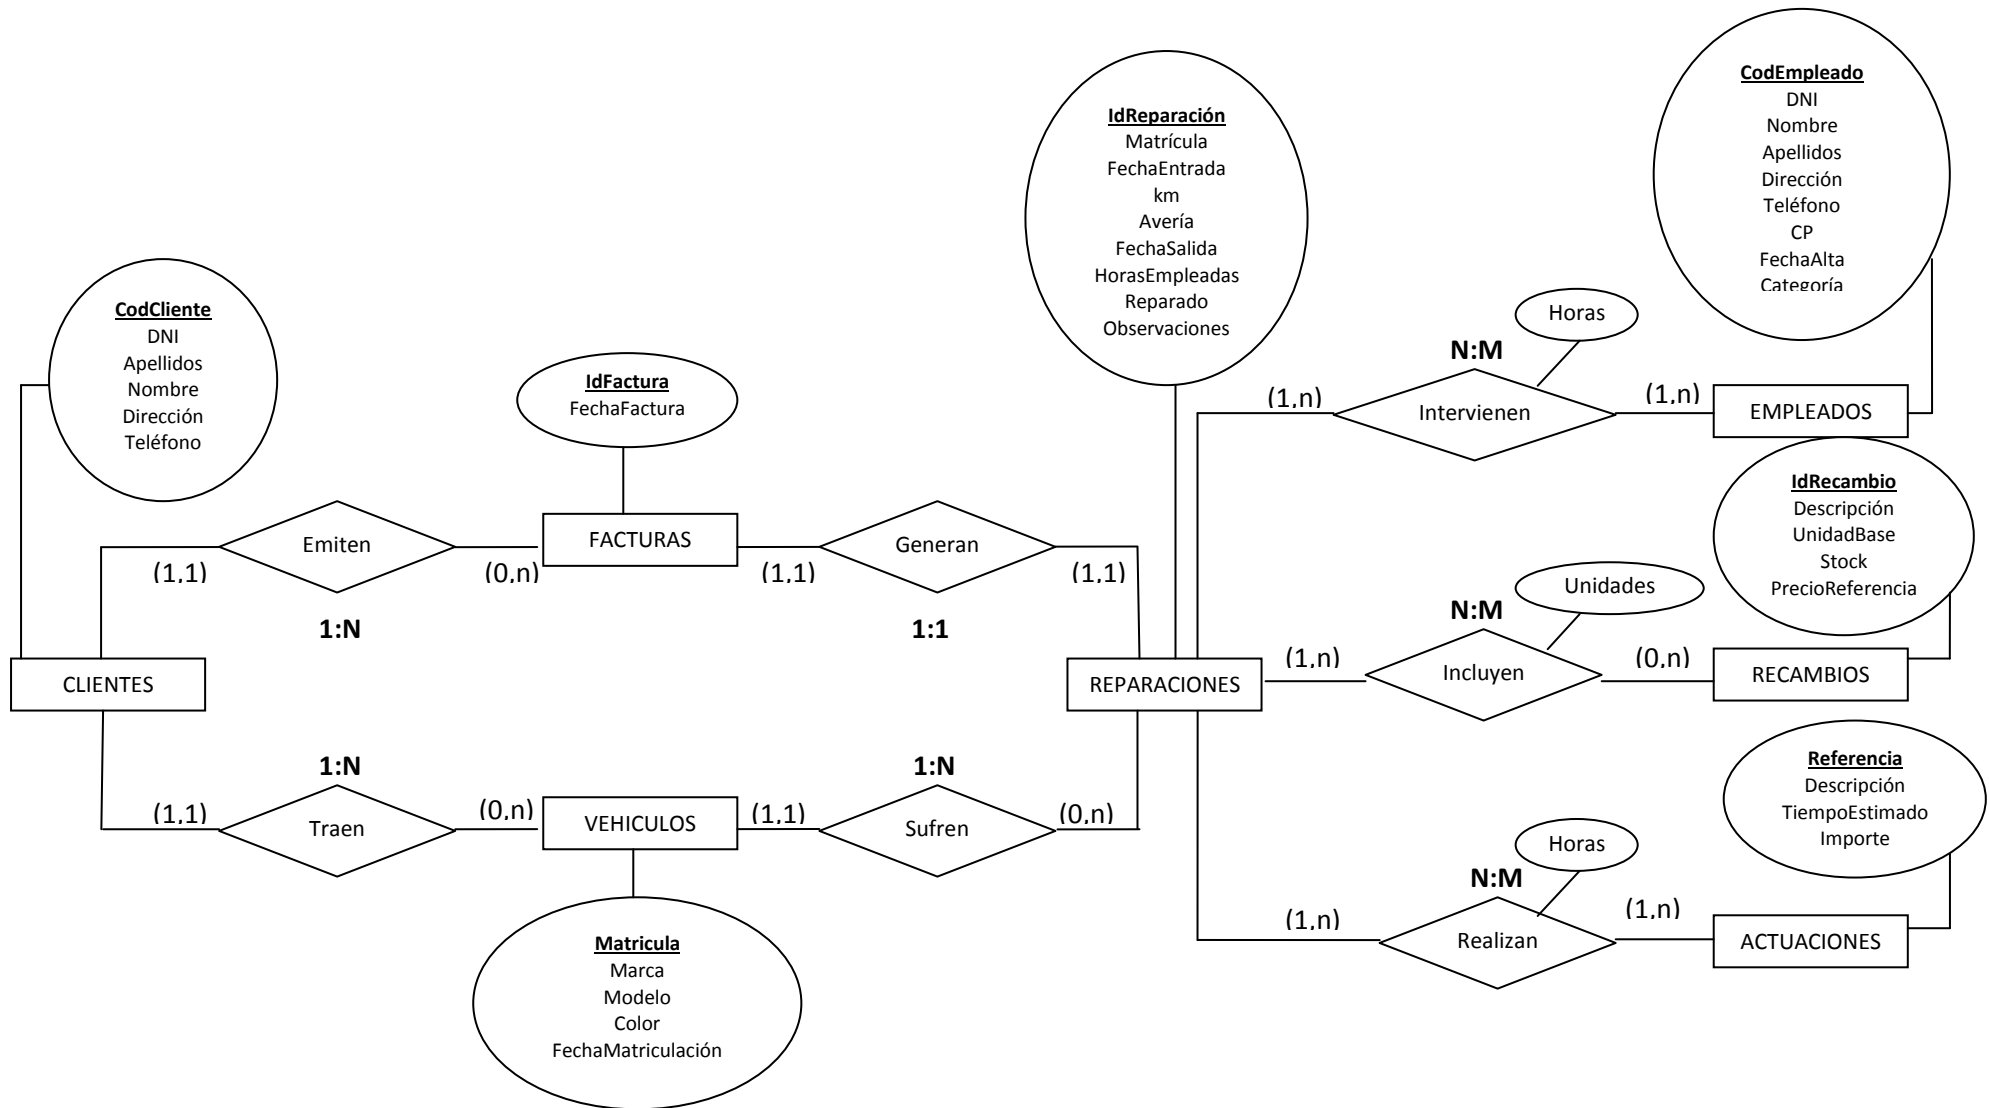 CodEmpleado
DNI
Nombre
Apellidos
Dirección
Teléfono
CP
FechaAlta
Categoría
IdReparación
Matrícula
FechaEntrada
km
Avería
FechaSalida
HorasEmpleadas
Reparado
Observaciones
CodCliente
DNI
Apellidos
Nombre
Dirección
Teléfono
IdFactura
FechaFactura
Horas
N:M
(1,n)
Intervienen
(1,n)
EMPLEADOS
IdRecambio
Descripción
UnidadBase
Stock
PrecioReferencia
Emiten
FACTURAS
Generan
(1,1)
(0,n)
(1,1)
(1,1)
1:N
1:1
Unidades
N:M
CLIENTES
REPARACIONES
(1,n)
Incluyen
(0,n)
RECAMBIOS
1:N
1:N
(1,1)
Traen
(0,n)
VEHICULOS
(1,1)
Sufren
(0,n)
Referencia
Descripción
TiempoEstimado
Importe
Horas
N:M
(1,n)
Realizan
(1,n)
ACTUACIONES
Matricula
Marca
Modelo
Color
FechaMatriculación